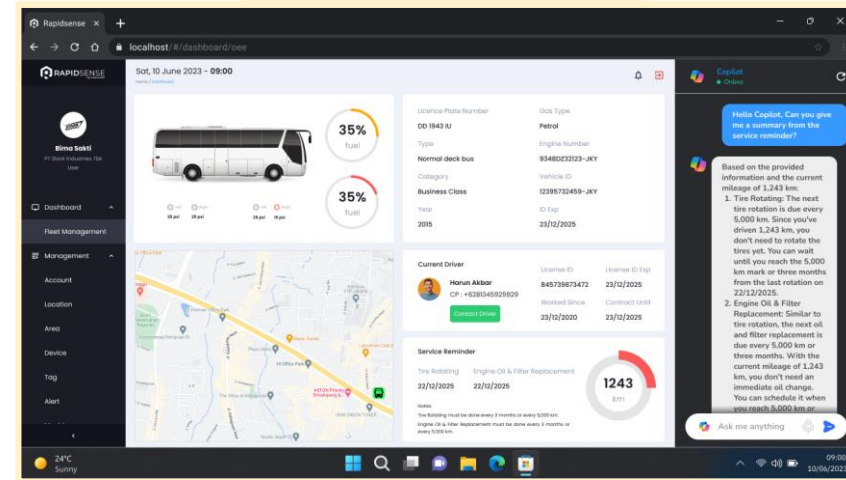 Rapidsense
localhost/#/dashboard/oee
RAPIDSENSE
Bima Sakti
PT Stark Industries Tbk
User
Dashboard
Fleet Management
Management
Account
Location
Area
Device
Tag
Alert
Sat, 10 June 2023 - 09:00
Home / Dashboard
35%
fuel
35%
fuel
Licence Plate Number
DD 1943 IU
Gas Type
Petrol
Type
Normal deck bus
Engine Number
934BDZ32123-JKY
Category
Business Class
Vehicle ID
12395732459-JKY
Year
2015
ID Exp
23/12/2025
Current Driver
Harun Akbar
CP : +6281345929929
Contact Driver
License ID
845739873472
License ID Exp
23/12/2025
Worked Since
23/12/2020
Contract Until
23/12/2025
Service Reminder
Tire Rotating
22/12/2025
Engine Oil & Filter Replacement
22/12/2025
Notes
Tire Rotating must be done every 3 months or every 5,000 km.
Engine Oil & Filter Replacement must be done every 3 months or
every 5,000 km.
1243
km
Copilot
Online
Hello Copilot, Can you give
me a summary from the
service reminder?
Based on the provided
information and the current
mileage of 1,243 km:
1. Tire Rotating: The next
tire rotation is due every
5,000 km. Since you've
driven 1,243 km, you
don't need to rotate the
tires yet. You can wait
until you reach the 5,000
km mark or three months
from the last rotation on
22/12/2025.
2. Engine Oil & Filter
Replacement: Similar to
tire rotation, the next oil
and filter replacement is
due every 5,000 km or
three months. With the
current mileage of 1,243
km, you don't need an
immediate oil change.
You can schedule it when
you reach 5,000 km or
Ask me anything
24°C
Sunny
09:00
10/06/2023